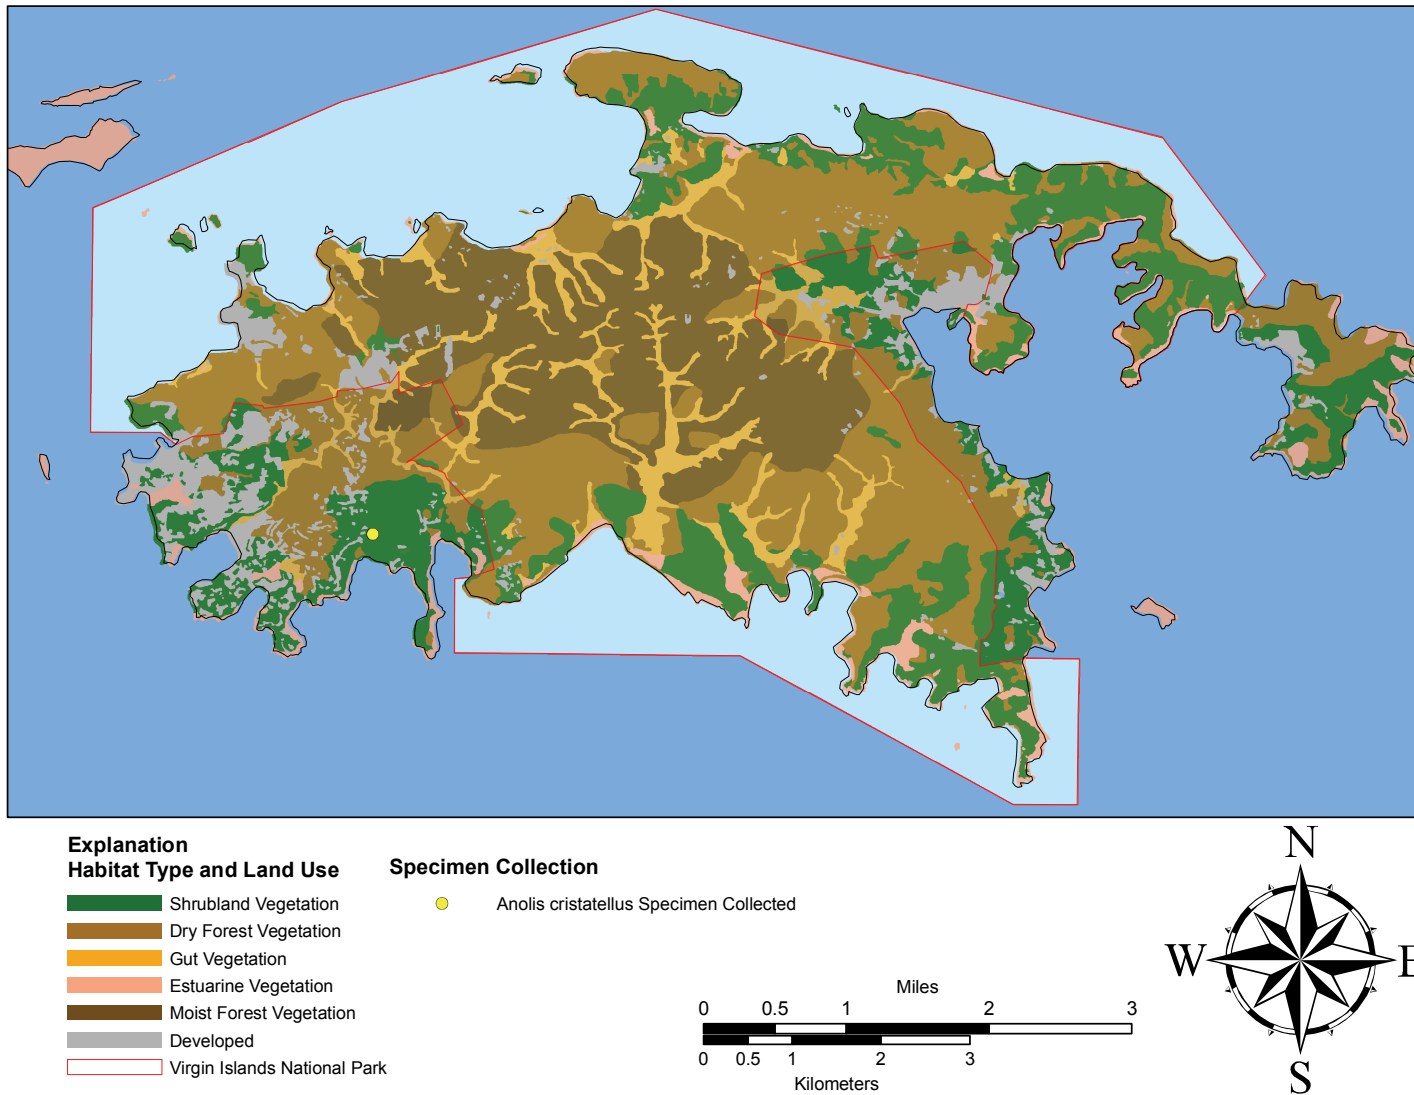 Explanation
Habitat Type and Land Use
Shrubland Vegetation
Dry Forest Vegetation
Gut Vegetation
Estuarine Vegetation
Moist Forest Vegetation
Developed
Virgin Islands National Park
Specimen Collection
Anolis cristatellus Specimen Collected
Miles
0 0.5 1 2 3
0 0.5 1 2 3
Kilometers
N
W E
S